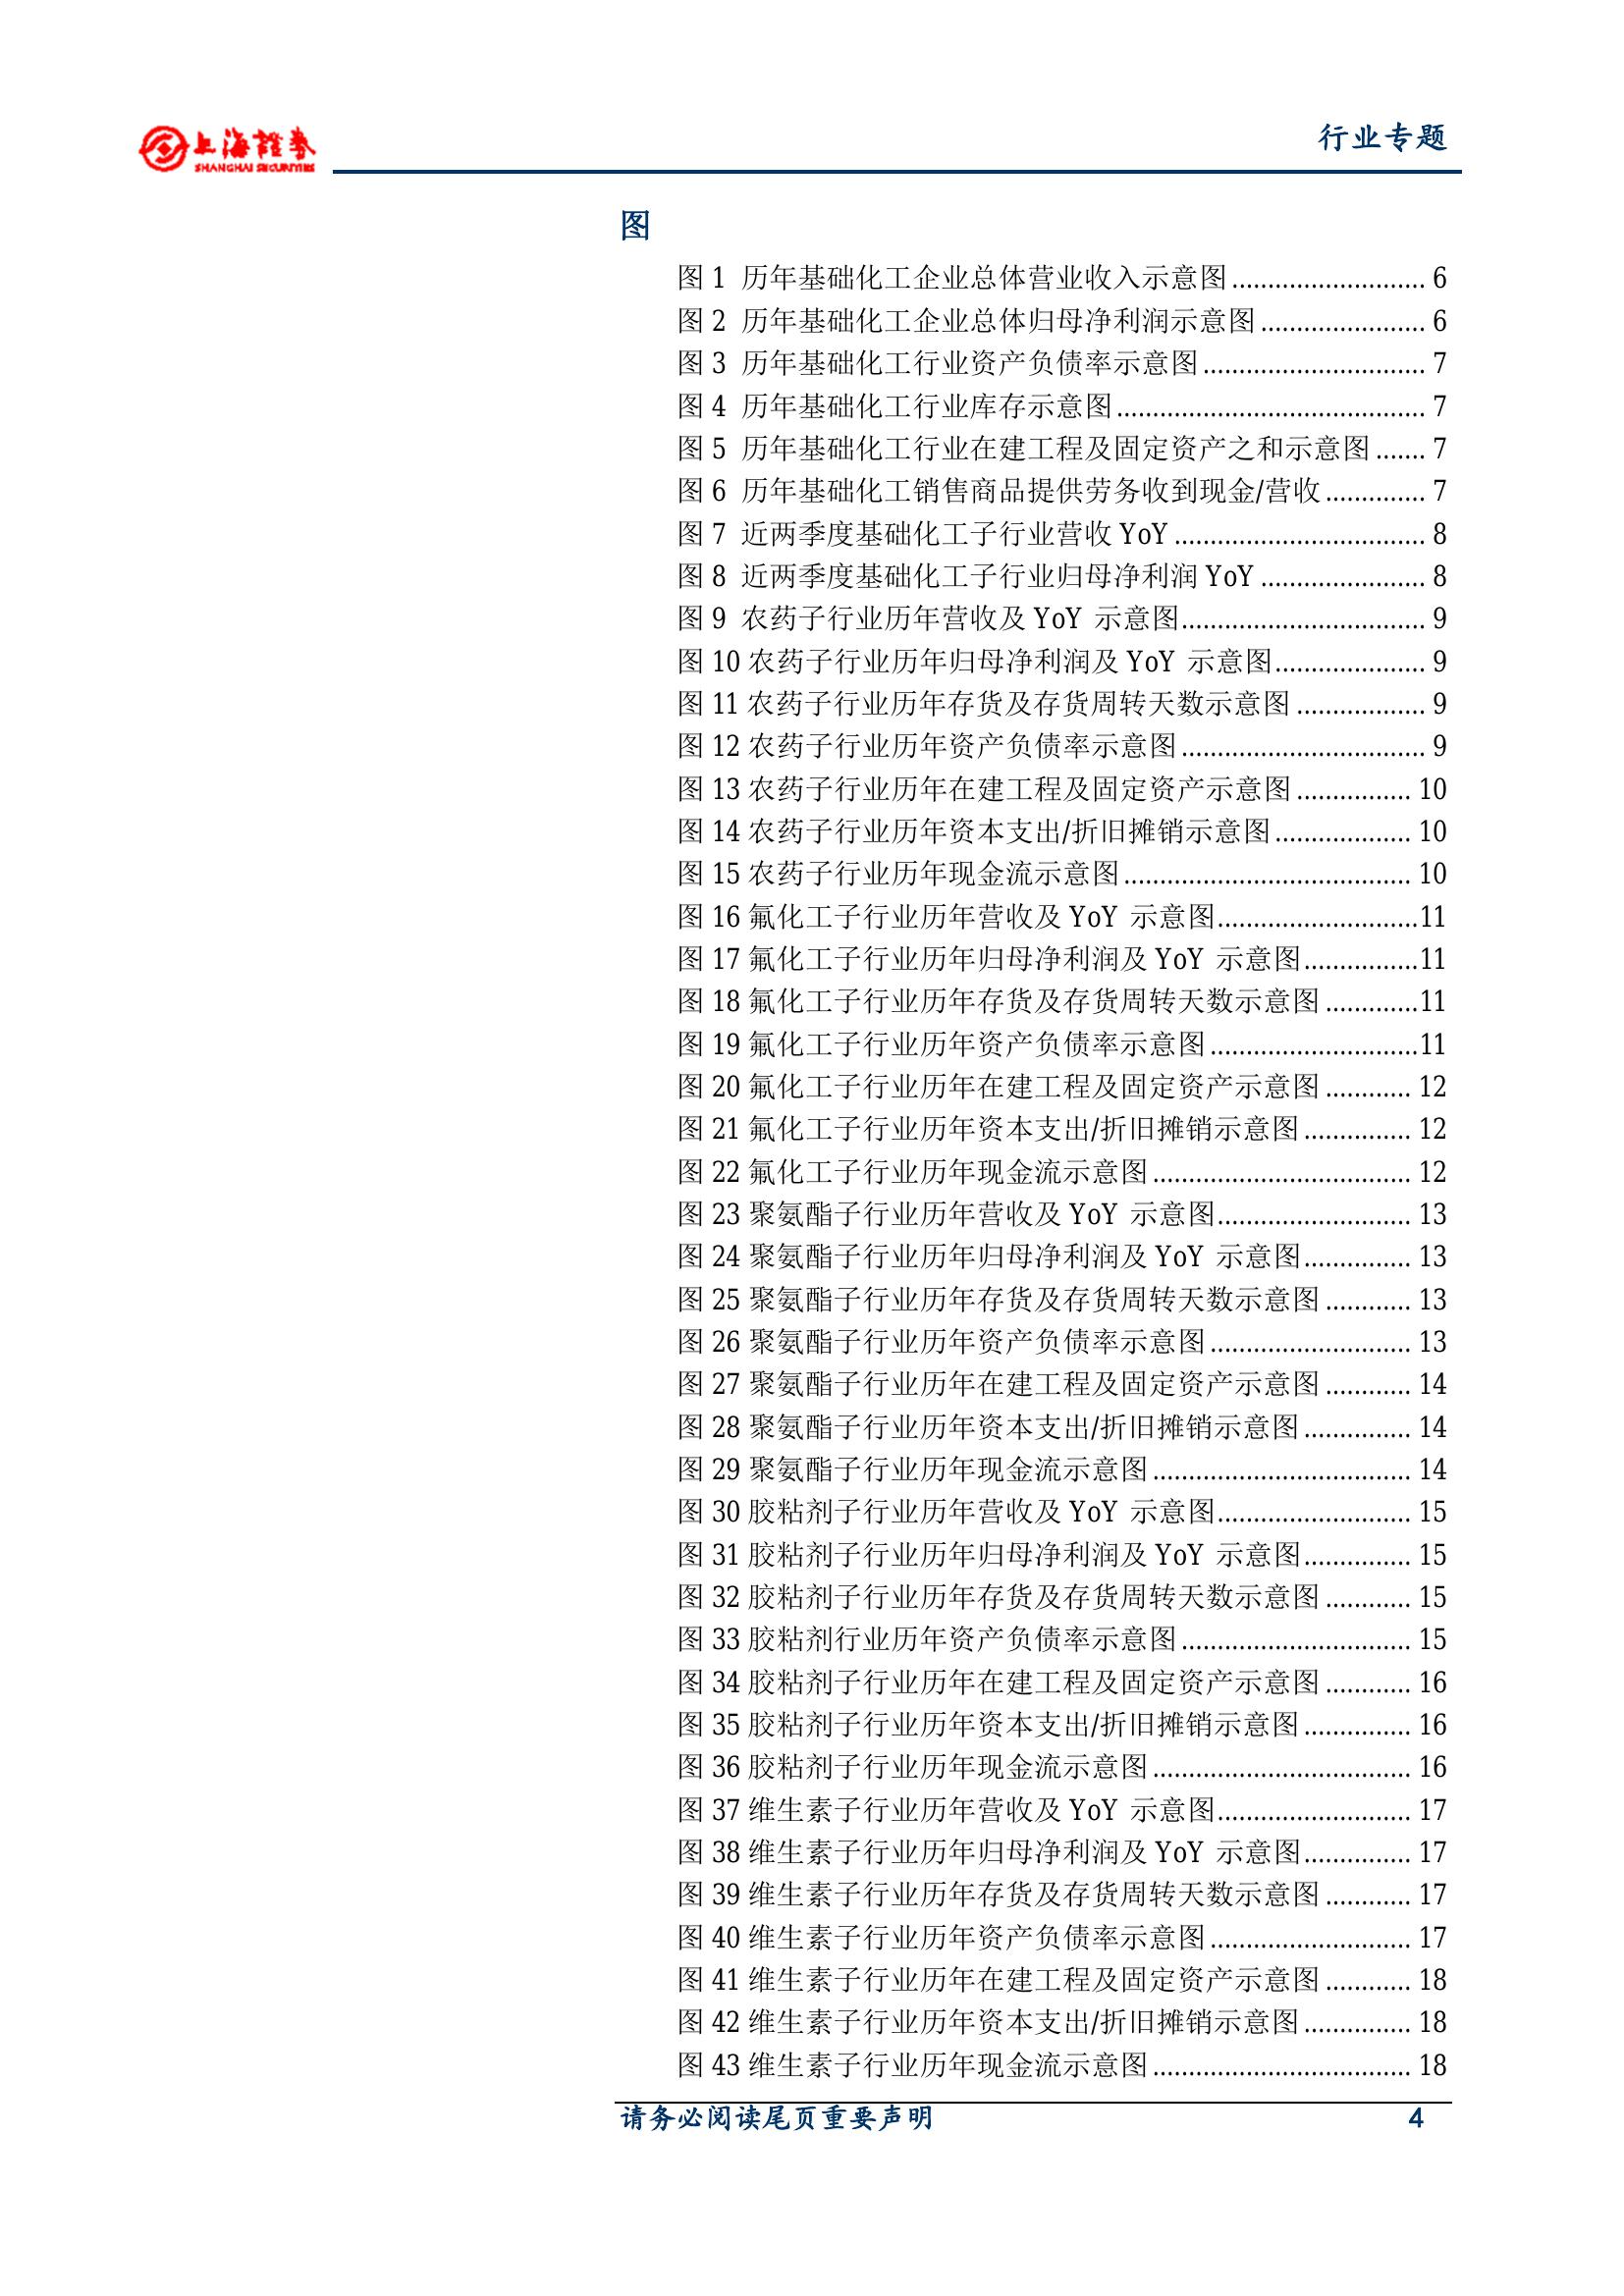 上海證券
SHANGHAI SECURITIES
行业专题
图
图 1 历年基础化工企业总体营业收入示意图........................... 6
图 2 历年基础化工企业总体归母净利润示意图....................... 6
图 3 历年基础化工行业资产负债率示意图............................... 7
图 4 历年基础化工行业库存示意图........................................... 7
图 5 历年基础化工行业在建工程及固定资产之和示意图....... 7
图 6 历年基础化工销售商品提供劳务收到现金/营收.............. 7
图 7 近两季度基础化工子行业营收 YoY................................... 8
图 8 近两季度基础化工子行业归母净利润 YoY....................... 8
图 9 农药子行业历年营收及 YoY 示意图.................................. 9
图 10 农药子行业历年归母净利润及 YoY 示意图..................... 9
图 11 农药子行业历年存货及存货周转天数示意图.................. 9
图 12 农药子行业历年资产负债率示意图.................................. 9
图 13 农药子行业历年在建工程及固定资产示意图................ 10
图 14 农药子行业历年资本支出/折旧摊销示意图................... 10
图 15 农药子行业历年现金流示意图........................................ 10
图 16 氟化工子行业历年营收及 YoY 示意图............................11
图 17 氟化工子行业历年归母净利润及 YoY 示意图................11
图 18 氟化工子行业历年存货及存货周转天数示意图.............11
图 19 氟化工子行业历年资产负债率示意图.............................11
图 20 氟化工子行业历年在建工程及固定资产示意图............ 12
图 21 氟化工子行业历年资本支出/折旧摊销示意图............... 12
图 22 氟化工子行业历年现金流示意图.................................... 12
图 23 聚氨酯子行业历年营收及 YoY 示意图........................... 13
图 24 聚氨酯子行业历年归母净利润及 YoY 示意图............... 13
图 25 聚氨酯子行业历年存货及存货周转天数示意图............ 13
图 26 聚氨酯子行业历年资产负债率示意图............................ 13
图 27 聚氨酯子行业历年在建工程及固定资产示意图............ 14
图 28 聚氨酯子行业历年资本支出/折旧摊销示意图............... 14
图 29 聚氨酯子行业历年现金流示意图.................................... 14
图 30 胶粘剂子行业历年营收及 YoY 示意图........................... 15
图 31 胶粘剂子行业历年归母净利润及 YoY 示意图............... 15
图 32 胶粘剂子行业历年存货及存货周转天数示意图............ 15
图 33 胶粘剂行业历年资产负债率示意图................................ 15
图 34 胶粘剂子行业历年在建工程及固定资产示意图............ 16
图 35 胶粘剂子行业历年资本支出/折旧摊销示意图............... 16
图 36 胶粘剂子行业历年现金流示意图.................................... 16
图 37 维生素子行业历年营收及 YoY 示意图........................... 17
图 38 维生素子行业历年归母净利润及 YoY 示意图............... 17
图 39 维生素子行业历年存货及存货周转天数示意图............ 17
图 40 维生素子行业历年资产负债率示意图............................ 17
图 41 维生素子行业历年在建工程及固定资产示意图............ 18
图 42 维生素子行业历年资本支出/折旧摊销示意图............... 18
图 43 维生素子行业历年现金流示意图.................................... 18
请务必阅读尾页重要声明 4